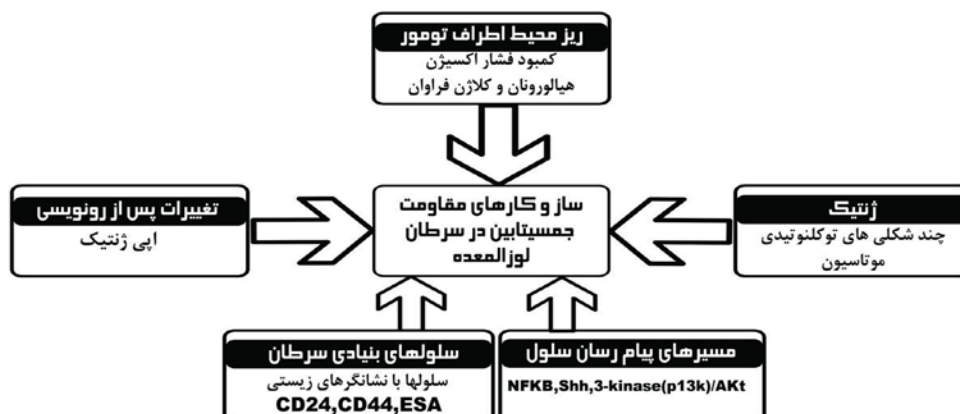 ریز محیط اطراف تومور
کمبود فشار اکسیژن
هیالورونان و کلاژن فراوان
ژنتیک
چند شکلی های توکلنوتیدی
موتاسیون
ساز و کارهای مقاومت
جمسیتابین در سرطان
لوزالمعده
تغییرات پس از رونویسی
اپی ژنتیک
مسیرهای پیام رسان سلول
NFKB,Shh,3-kinase(p13k)/AKt
سلولهای بنیادی سرطان
سلولها با نشانگرهای زیستی
CD24,CD44,ESA